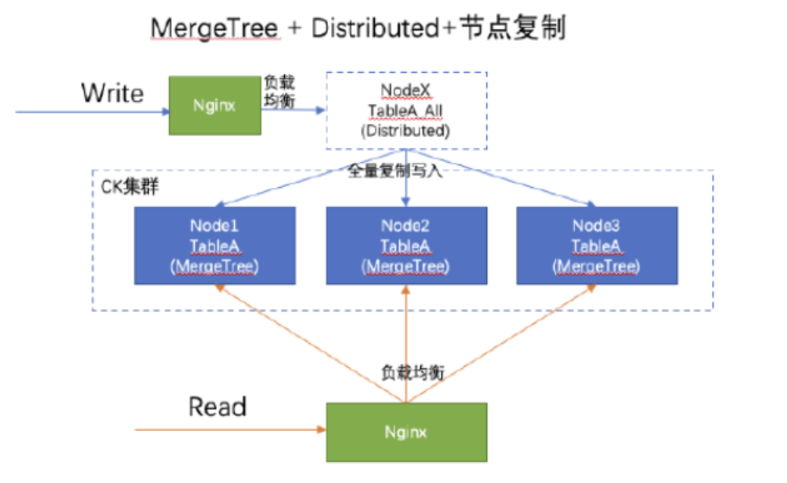 MergeTree + Distributed+节点复制
Write
Nginx
负载
均衡
NodeX
TableA_All
(Distributed)
全量复制写入
CK集群
Node1
TableA
(MergeTree)
Node2
TableA
(MergeTree)
Node3
TableA
(MergeTree)
负载均衡
Read
Nginx